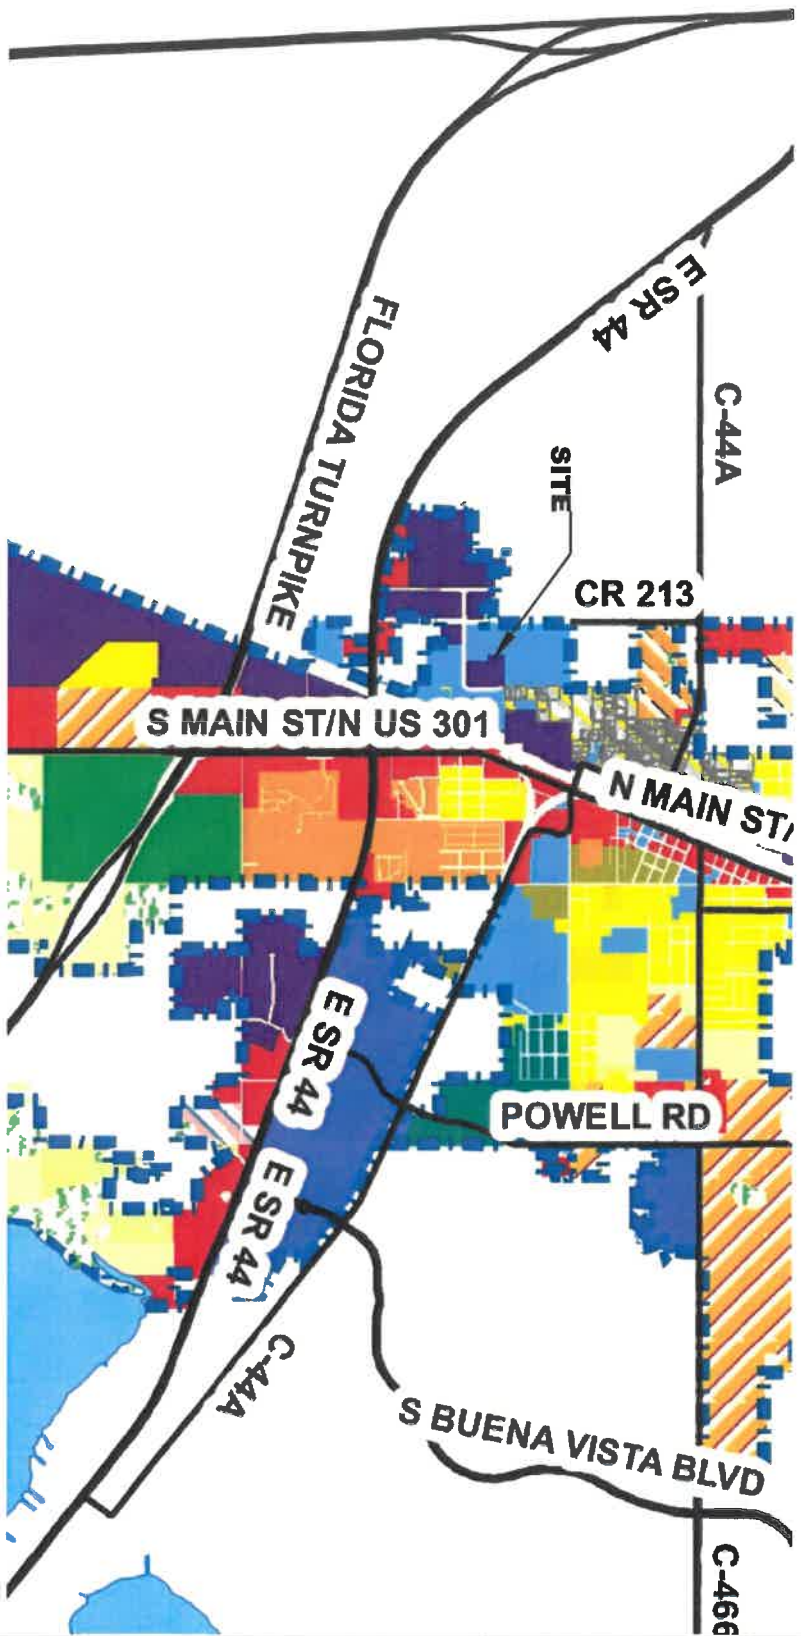 E SR 44
FLORIDA TURNPIKE
C-44A
SITE
CR 213
S MAIN ST/N US 301
N MAIN ST/
E SR 44
POWELL RD
E SR 44
C-44A
S BUENA VISTA BLVD
C-466